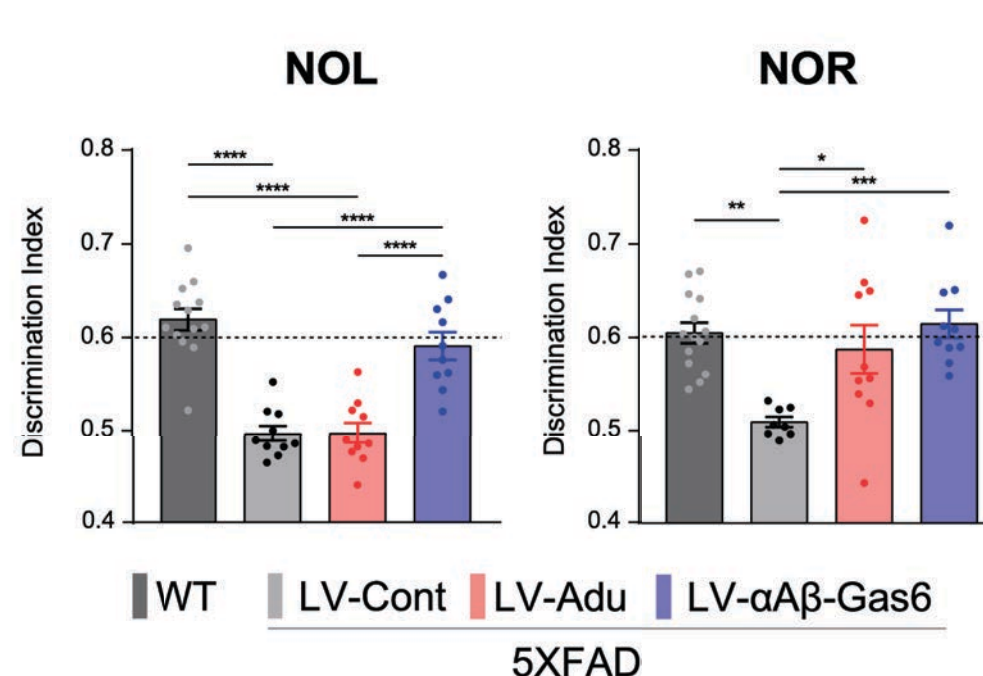 NOL
NOR
Discrimination Index
0.8
0.7
0.6
0.5
0.4
****
****
****
****
Discrimination Index
0.8
0.7
0.6
0.5
0.4
*
***
**
WT
LV-Cont
LV-Adu
LV-αAβ-Gas6
5XFAD